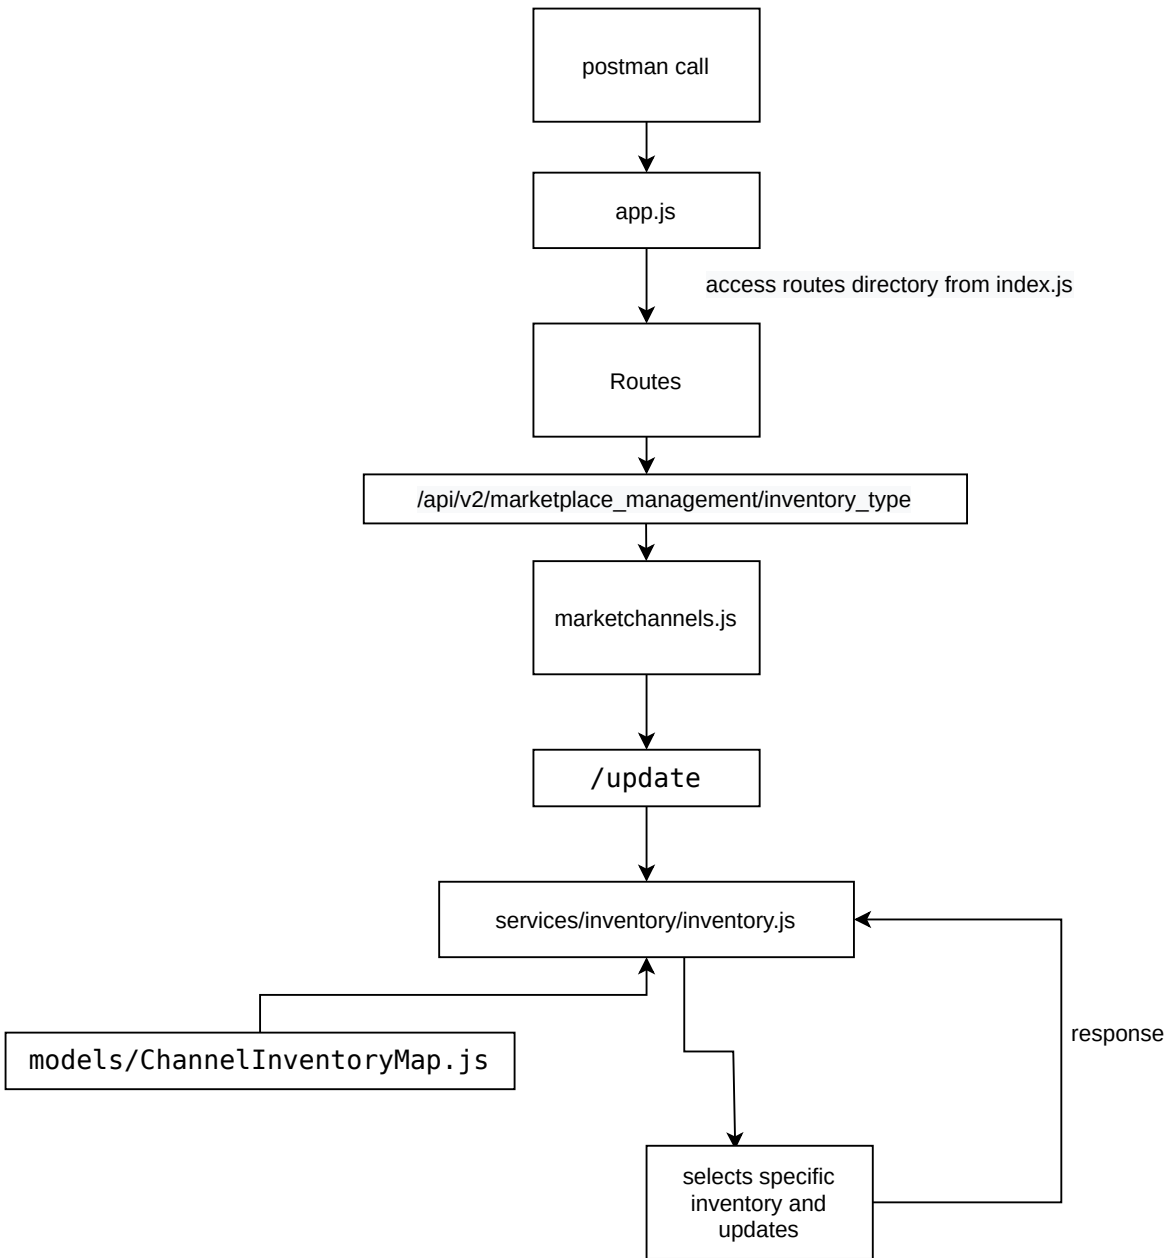 postman call
app.js
access routes directory from index.js
Routes
/api/v2/marketplace_management/inventory_type
marketchannels.js
/update
services/inventory/inventory.js
models/ChannelInventoryMap.js
response
selects specific
inventory and
updates